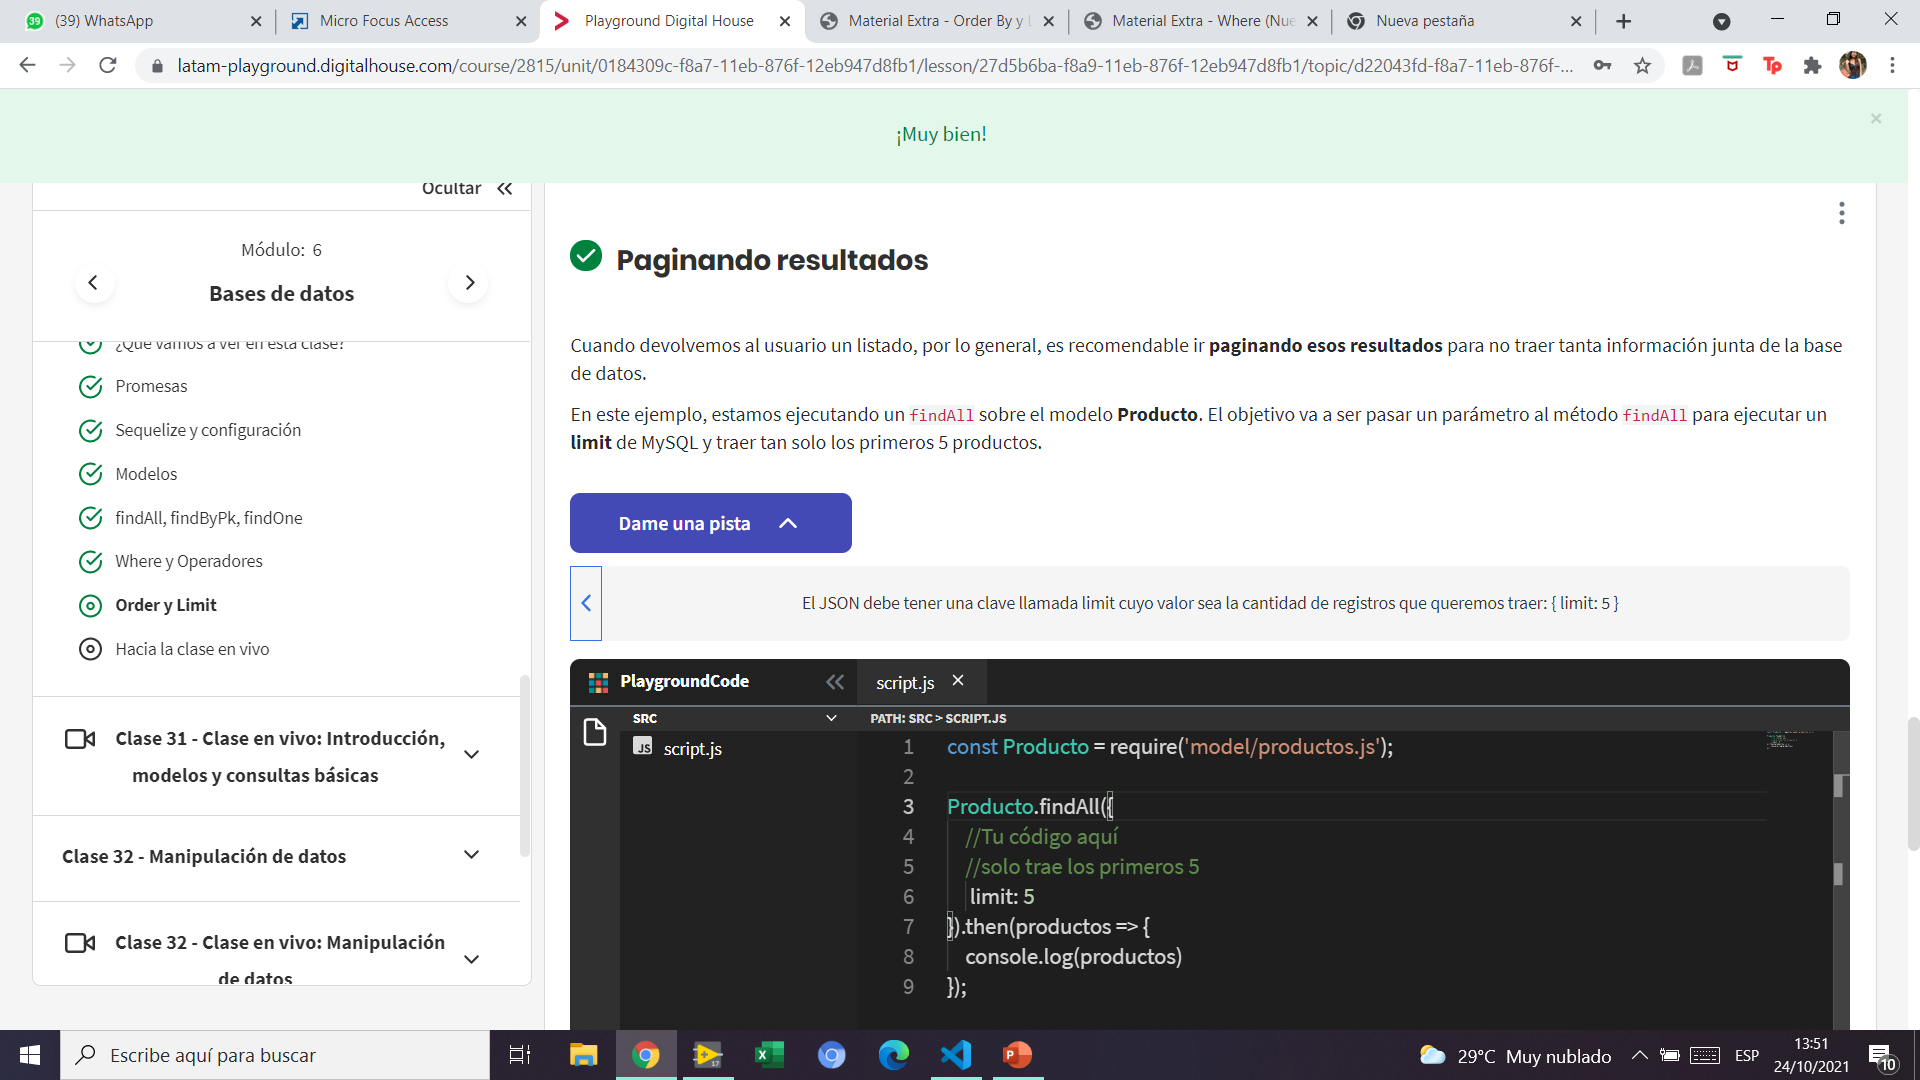 39
(39) WhatsApp
Micro Focus Access
Playground Digital House
Material Extra - Order By y L
Material Extra - Where (Nue
Nueva pestaña
latam-playground.digitalhouse.com/course/2815/unit/0184309c-f8a7-11eb-876f-12eb947d8fb1/lesson/27d5b6ba-f8a9-11eb-876f-12eb947d8fb1/topic/d22043fd-f8a7-11eb-876f-...
Tp
¡Muy bien!
×
Ocultar
Módulo: 6
Bases de datos
¿Qué vamos a ver en esta clase?
Promesas
Sequelize y configuración
Modelos
findAll, findByPk, findOne
Where y Operadores
Order y Limit
Hacia la clase en vivo
Clase 31 - Clase en vivo: Introducción,
modelos y consultas básicas
Clase 32 - Manipulación de datos
Clase 32 - Clase en vivo: Manipulación
de datos
Paginando resultados
Cuando devolvemos al usuario un listado, por lo general, es recomendable ir paginando esos resultados para no traer tanta información junta de la base
de datos.
En este ejemplo, estamos ejecutando un findAll sobre el modelo Producto. El objetivo va a ser pasar un parámetro al método findAll para ejecutar un
limit de MySQL y traer tan solo los primeros 5 productos.
Dame una pista
El JSON debe tener una clave llamada limit cuyo valor sea la cantidad de registros que queremos traer: { limit: 5 }
PlaygroundCode
script.js
SRC
PATH: SRC > SCRIPT.JS
JS script.js
1 const Producto = require('model/productos.js');
2
3 Producto.findAll({
4 //Tu código aquí
5 //solo trae los primeros 5
6 limit: 5
7 }).then(productos => {
8 console.log(productos)
9 });
Escribe aquí para buscar
17
29°C Muy nublado
ESP
13:51
24/10/2021
10